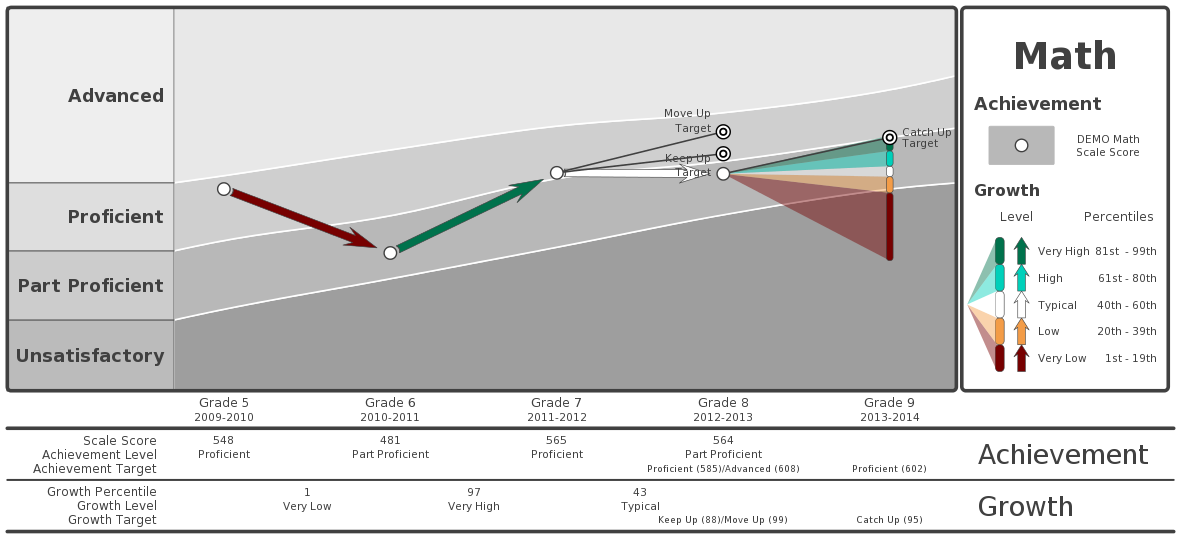 Advanced
Proficient
Part Proficient
Unsatisfactory
Move Up
Target
Keep Up
Target
Catch Up
Target
Math
Achievement
DEMO Math
Scale Score
Growth
Level Percentiles
Very High 81st - 99th
High 61st - 80th
Typical 40th - 60th
Low 20th - 39th
Very Low 1st - 19th
Grade 5 Grade 6 Grade 7 Grade 8 Grade 9
2009-2010 2010-2011 2011-2012 2012-2013 2013-2014
Scale Score 548 481 565 564
Achievement Level Proficient Part Proficient Proficient Part Proficient
Achievement Target Proficient (585)/Advanced (608) Proficient (602)
Achievement
Growth Percentile 1 97 43
Growth Level Very Low Very High Typical
Growth Target Keep Up (88)/Move Up (99) Catch Up (95)
Growth